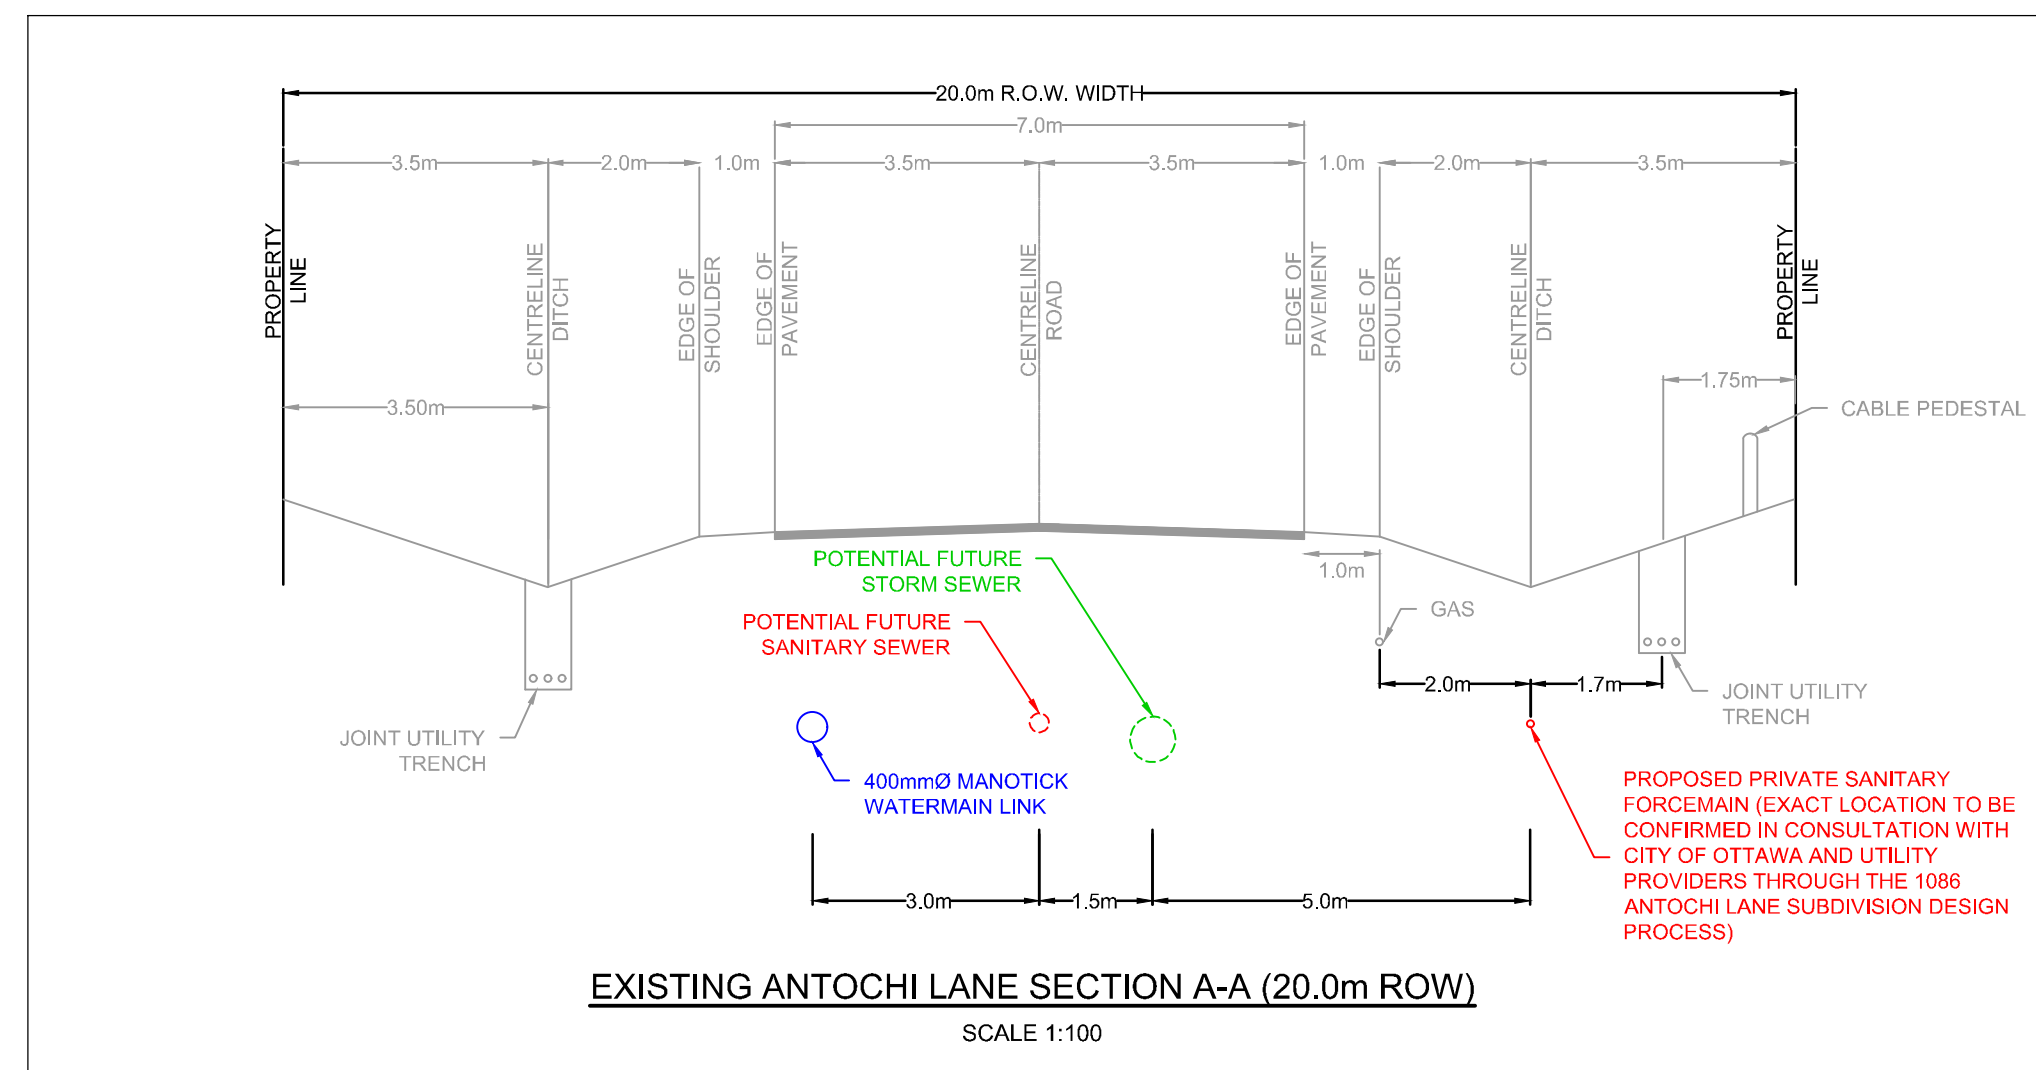 20.0m R.O.W. WIDTH
7.0m
3.5m
2.0m
1.0m
3.5m
3.5m
1.0m
2.0m
3.5m
PROPERTY
LINE
CENTRELINE
DITCH
EDGE OF
SHOULDER
EDGE OF
PAVEMENT
CENTRELINE
ROAD
EDGE OF
PAVEMENT
EDGE OF
SHOULDER
CENTRELINE
DITCH
PROPERTY
LINE
3.50m
1.75m
CABLE PEDESTAL
POTENTIAL FUTURE
STORM SEWER
1.0m
POTENTIAL FUTURE
SANITARY SEWER
GAS
2.0m
1.7m
JOINT UTILITY
TRENCH
JOINT UTILITY
TRENCH
400mmØ MANOTICK
WATERMAIN LINK
PROPOSED PRIVATE SANITARY
FORCEMAIN (EXACT LOCATION TO BE
CONFIRMED IN CONSULTATION WITH
CITY OF OTTAWA AND UTILITY
PROVIDERS THROUGH THE 1086
ANTOCHI LANE SUBDIVISION DESIGN
PROCESS)
3.0m
1.5m
5.0m
EXISTING ANTOCHI LANE SECTION A-A (20.0m ROW)
SCALE 1:100